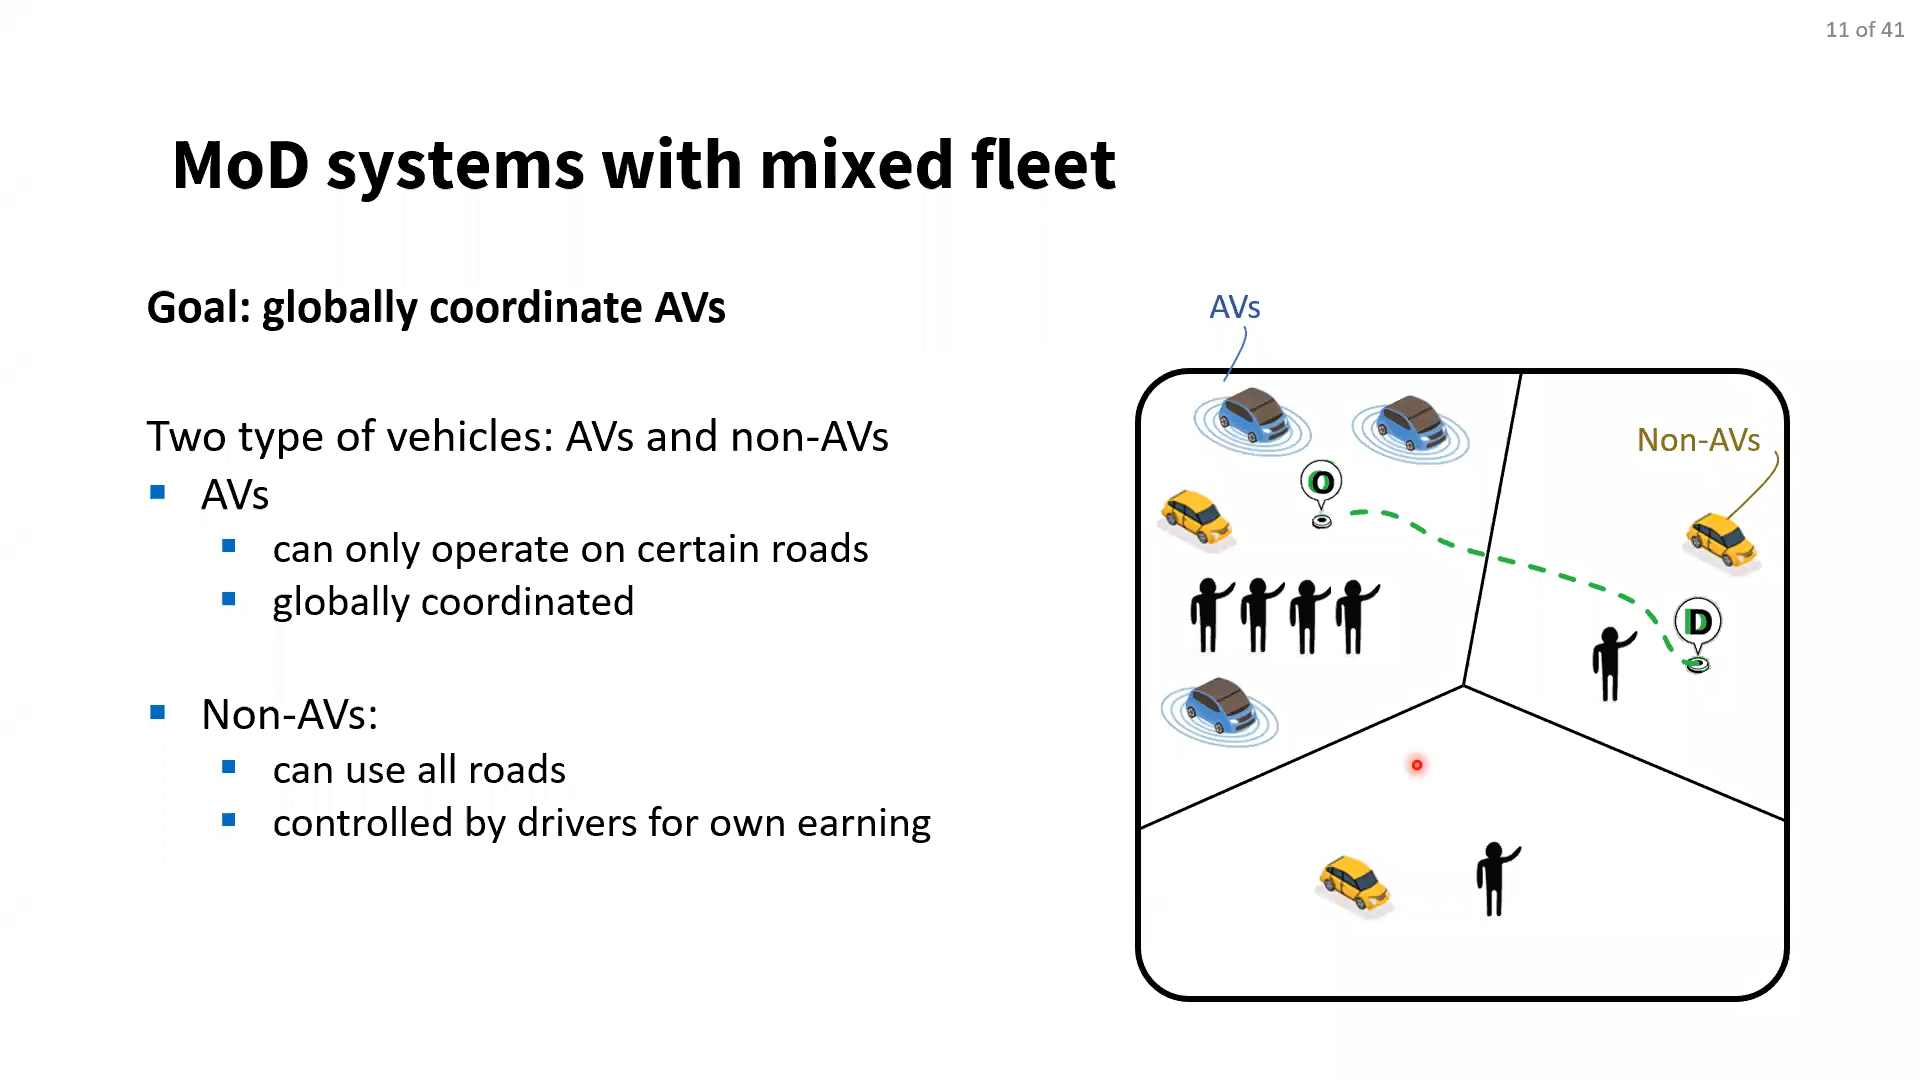 11 of 41
MoD systems with mixed fleet
Goal: globally coordinate AVs
Two type of vehicles: AVs and non-AVs
AVs
can only operate on certain roads
globally coordinated
Non-AVs:
can use all roads
controlled by drivers for own earning
AVs
Non-AVs
O
D